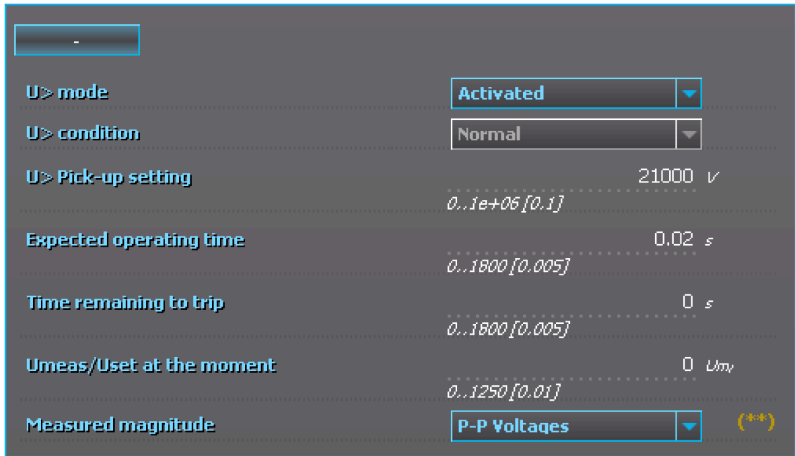 -
U> mode Activated
U> condition Normal
U> Pick-up setting 21000 V
0..1e+06 [0.1]
Expected operating time 0.02 s
0..1800 [0.005]
Time remaining to trip 0 s
0..1800 [0.005]
Umeas/Uset at the moment 0 Um/
0..1250 [0.01]
Measured magnitude P-P Voltages (**)